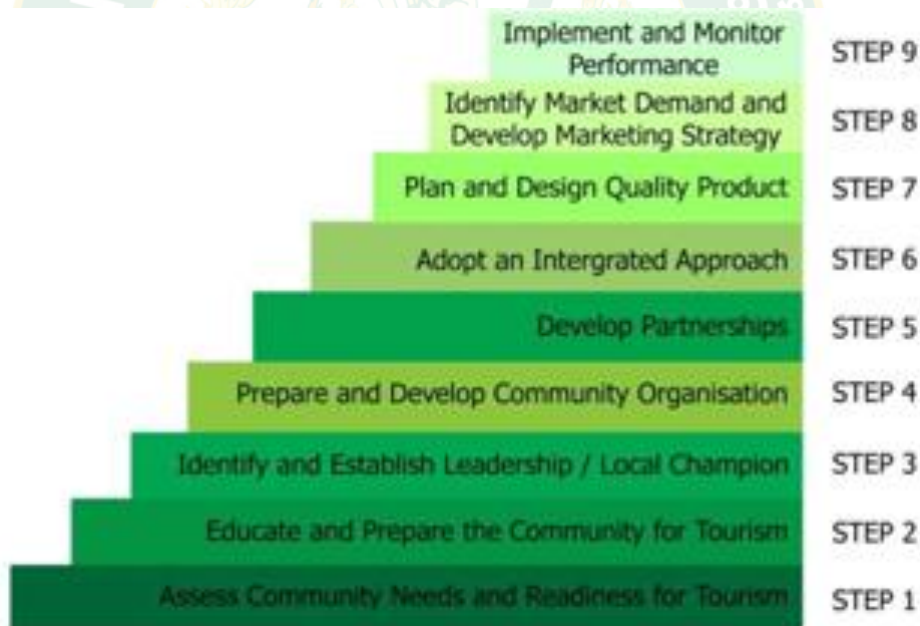 Implement and Monitor
Performance
STEP 9
Identify Market Demand and
Develop Marketing Strategy
STEP 8
Plan and Design Quality Product
STEP 7
Adopt an Intergrated Approach
STEP 6
Develop Partnerships
STEP 5
Prepare and Develop Community Organisation
STEP 4
Identify and Establish Leadership / Local Champion
STEP 3
Educate and Prepare the Community for Tourism
STEP 2
Assess Community Needs and Readiness for Tourism
STEP 1